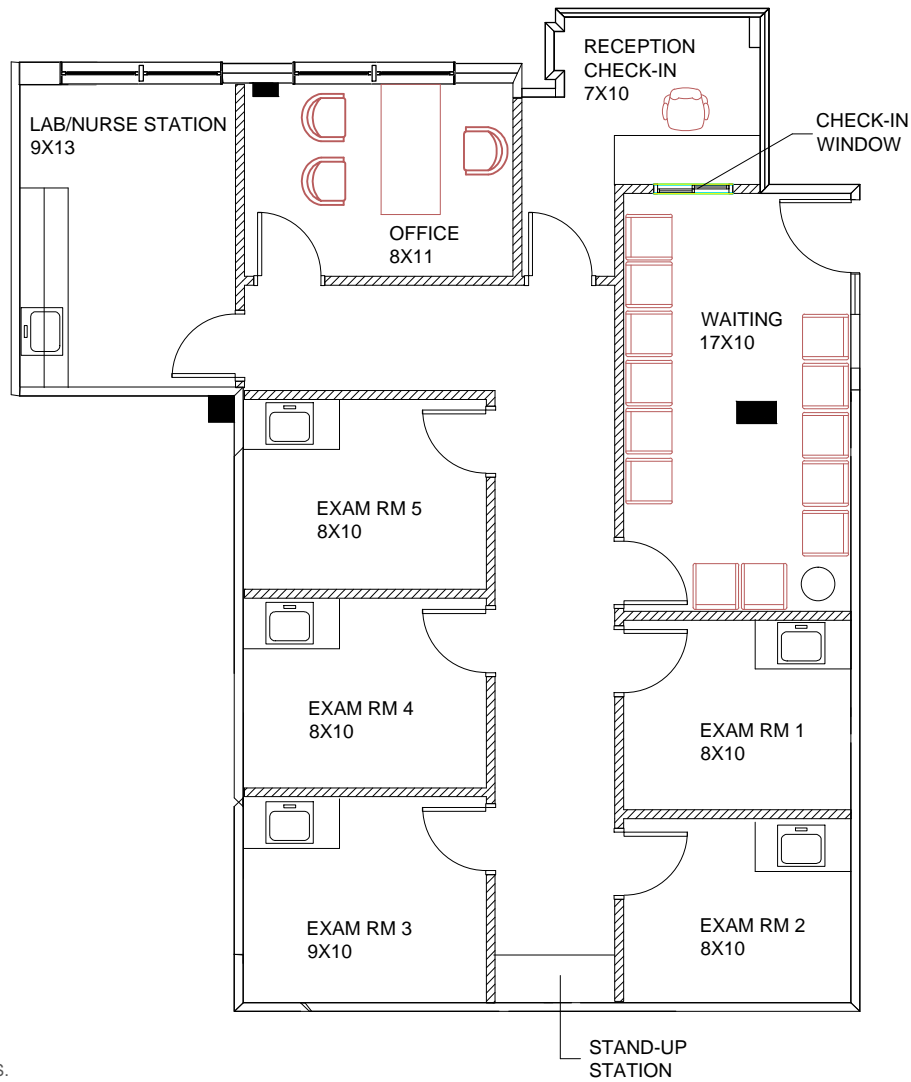 RECEPTION
CHECK-IN
7X10
CHECK-IN
WINDOW
LAB/NURSE STATION
9X13
OFFICE
8X11
WAITING
17X10
EXAM RM 5
8X10
EXAM RM 4
8X10
EXAM RM 1
8X10
EXAM RM 3
9X10
EXAM RM 2
8X10
STAND-UP
STATION
s.